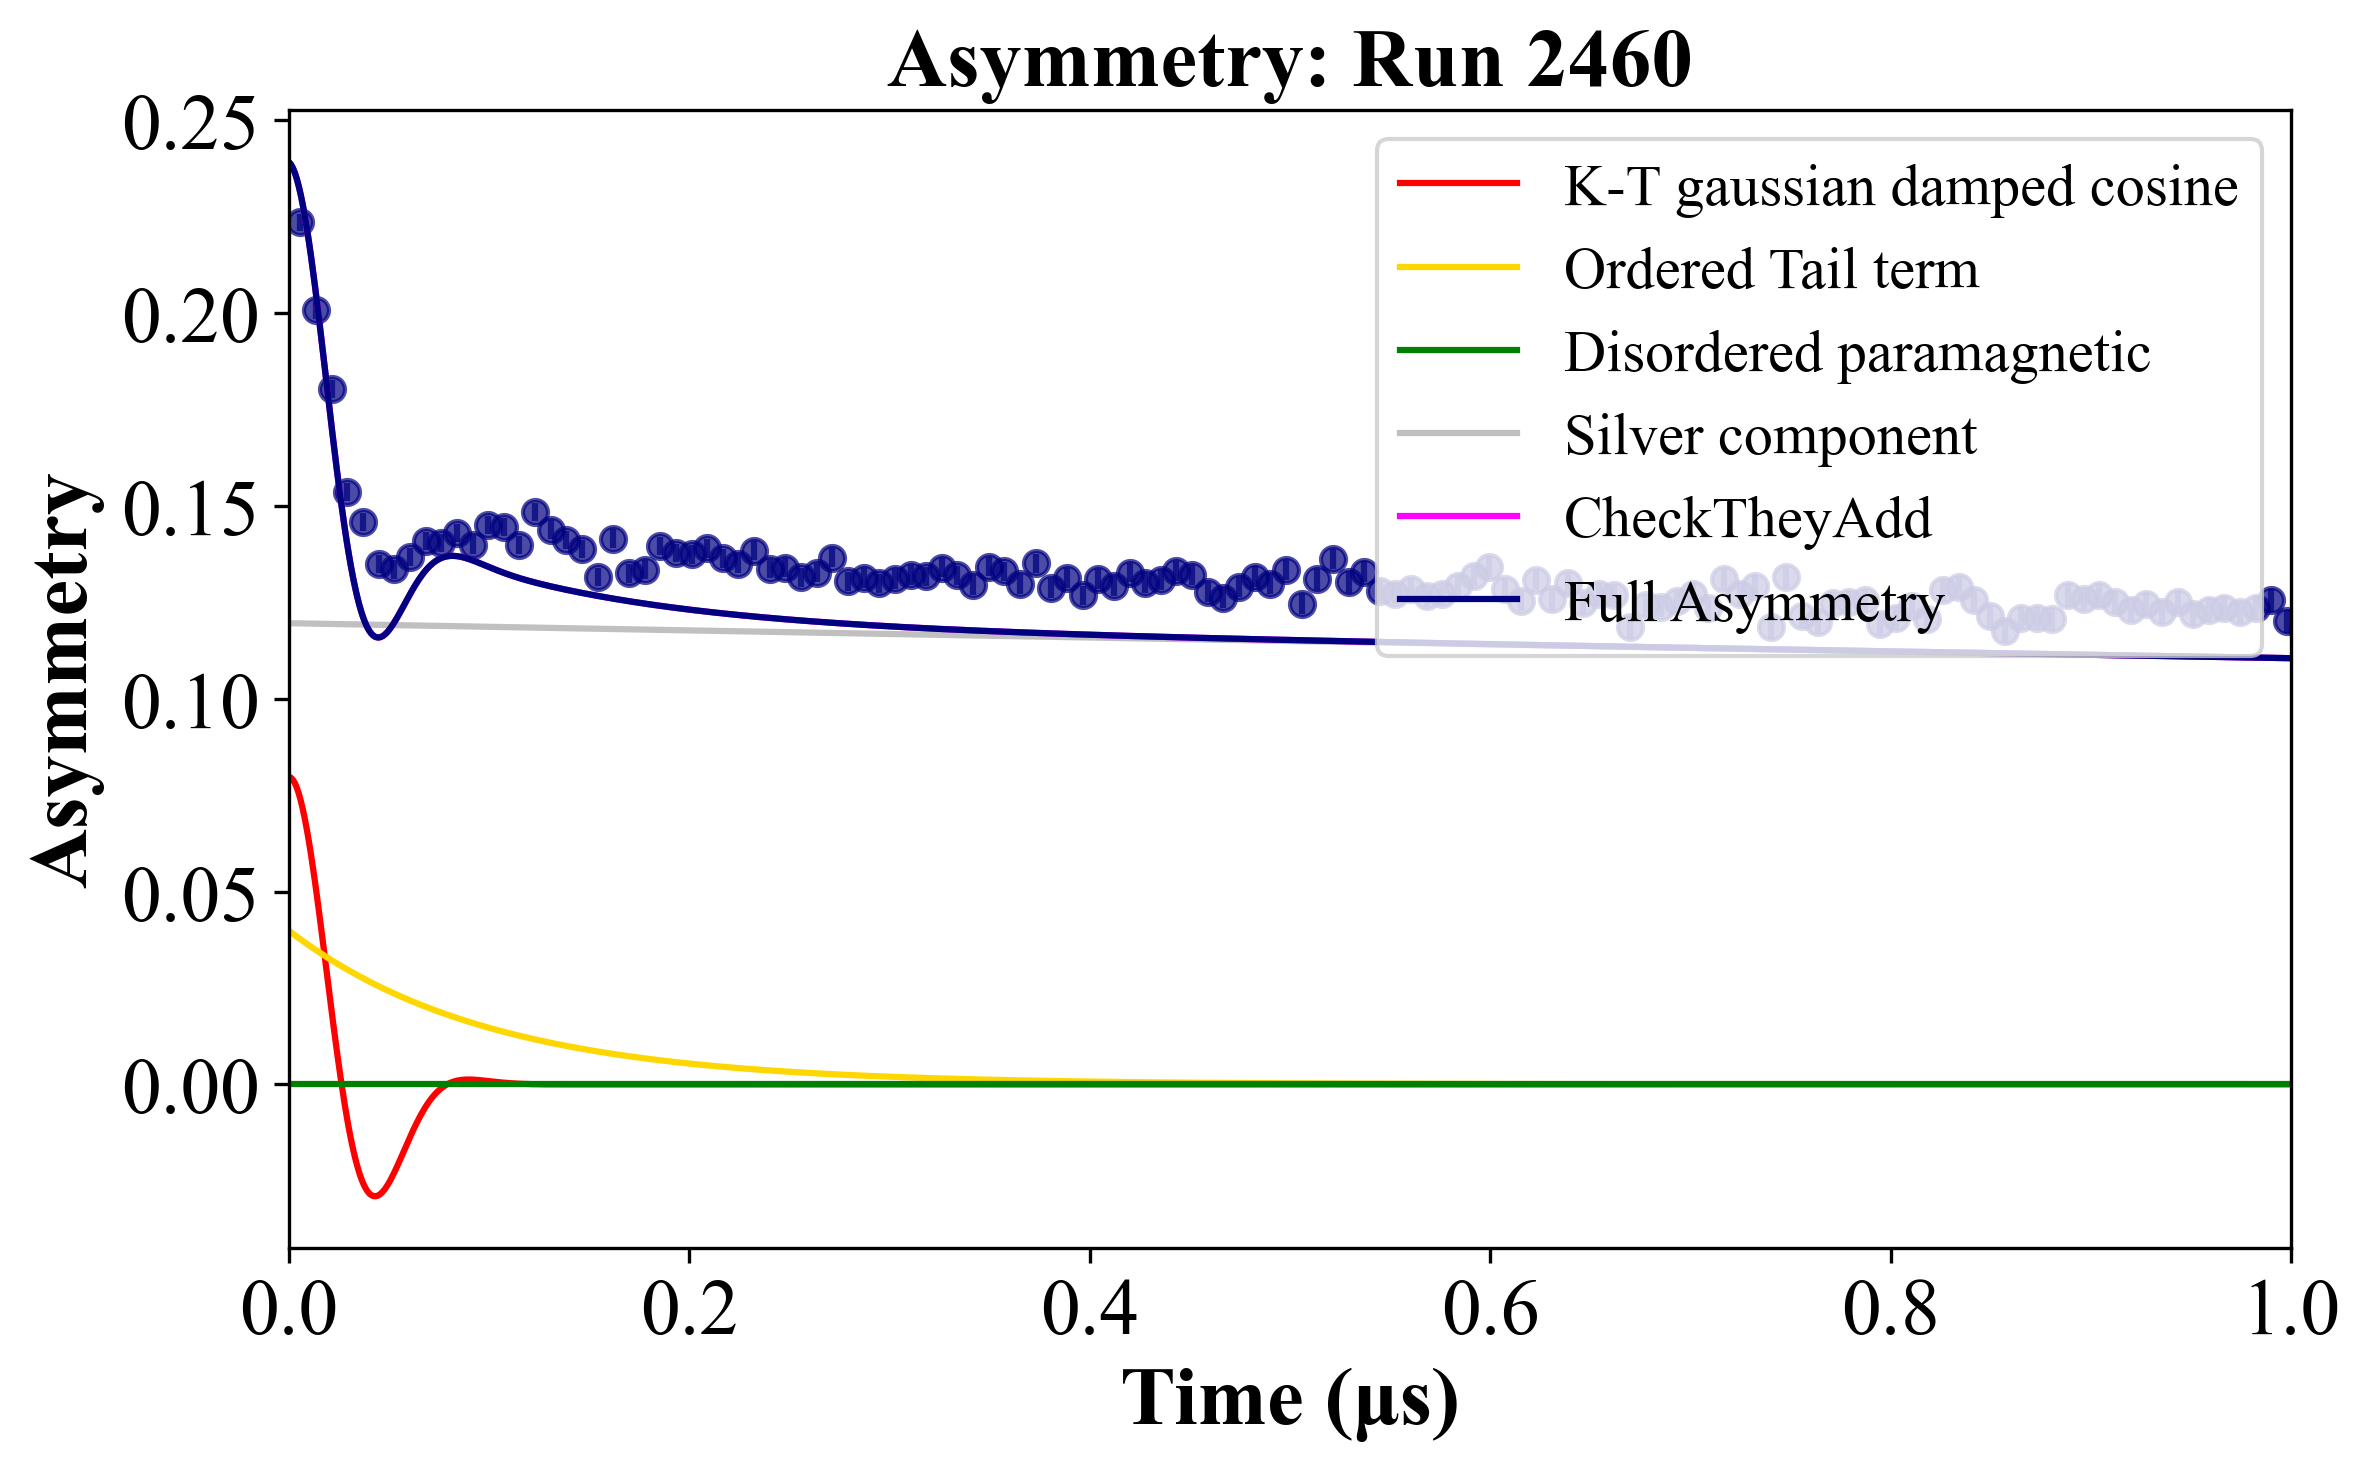 Asymmetry: Run 2460
0.25
0.20
0.15
0.10
0.05
0.00
Asymmetry
K-T gaussian damped cosine
Ordered Tail term
Disordered paramagnetic
Silver component
CheckTheyAdd
Full Asymmetry
0.0 0.2 0.4 0.6 0.8 1.0
Time (μs)